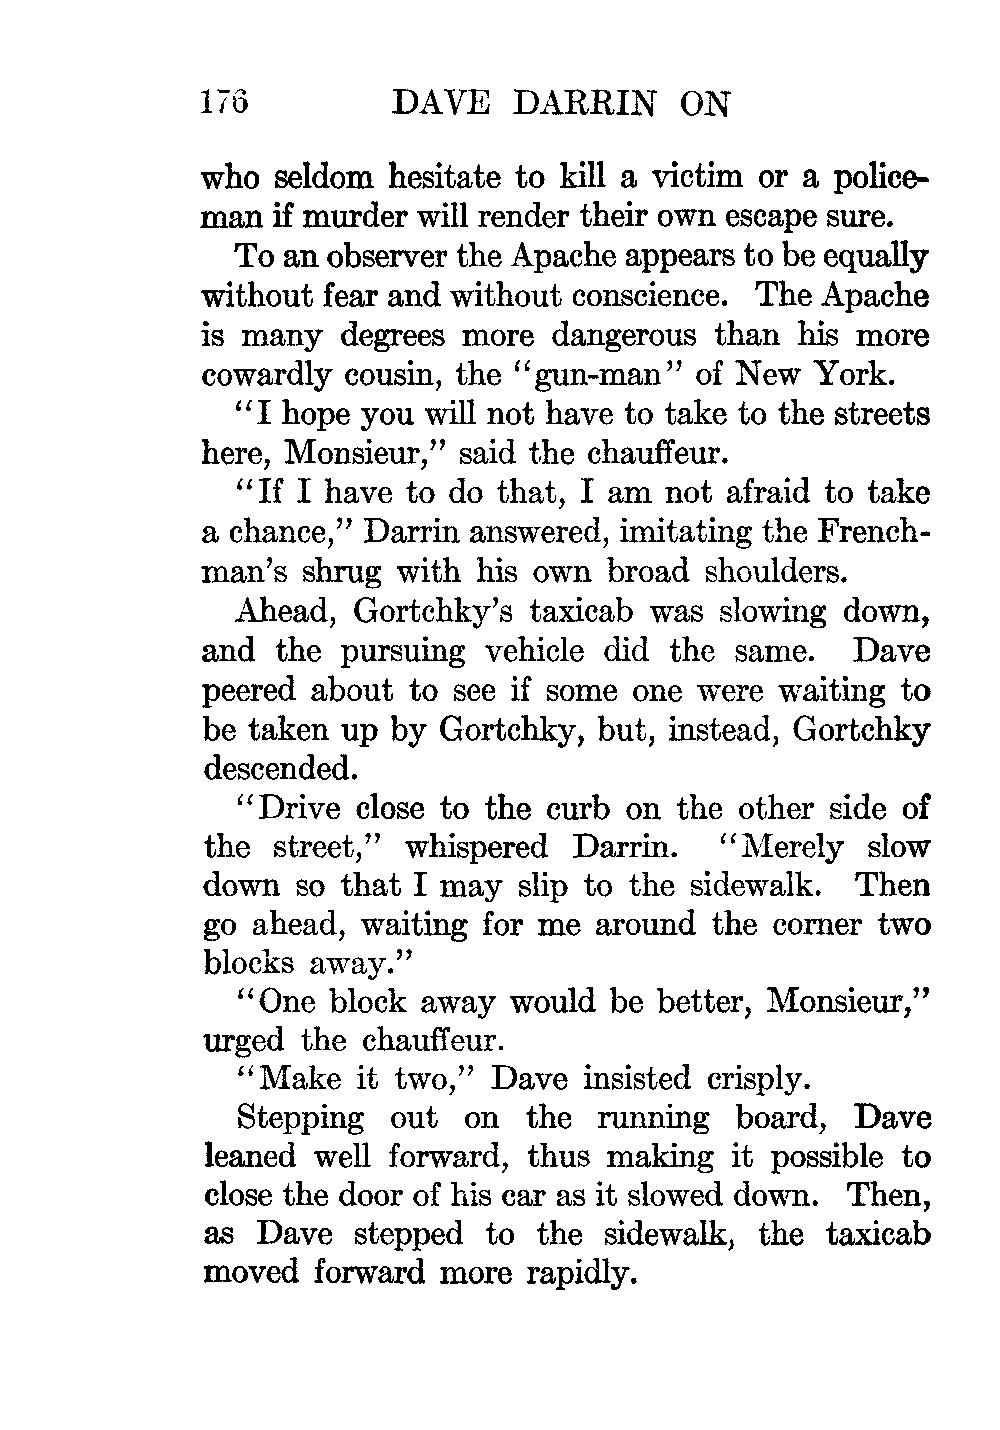 176 DAVE DARRIN ON
who seldom hesitate to kill a victim or a police-
man if murder will render their own escape sure.
To an observer the Apache appears to be equally
without fear and without conscience. The Apache
is many degrees more dangerous than his more
cowardly cousin, the “gun-man” of New York.
“I hope you will not have to take to the streets
here, Monsieur,” said the chauffeur.
“If I have to do that, I am not afraid to take
a chance,” Darrin answered, imitating the French-
man’s shrug with his own broad shoulders.
Ahead, Gortchky’s taxicab was slowing down,
and the pursuing vehicle did the same. Dave
peered about to see if some one were waiting to
be taken up by Gortchky, but, instead, Gortchky
descended.
“Drive close to the curb on the other side of
the street,” whispered Darrin. “Merely slow
down so that I may slip to the sidewalk. Then
go ahead, waiting for me around the corner two
blocks away.”
“One block away would be better, Monsieur,”
urged the chauffeur.
“Make it two,” Dave insisted crisply.
Stepping out on the running board, Dave
leaned well forward, thus making it possible to
close the door of his car as it slowed down. Then,
as Dave stepped to the sidewalk, the taxicab
moved forward more rapidly.